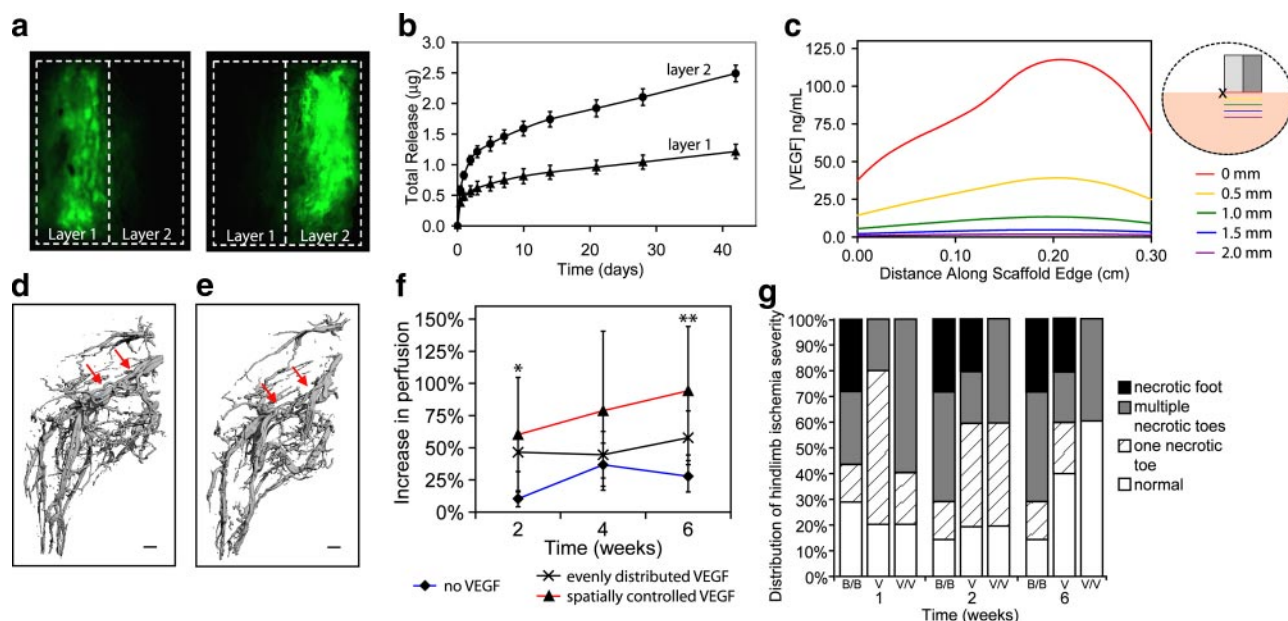 a
Layer 1
Layer 2
Layer 1
Layer 2
b
3.0
2.5
2.0
1.5
1.0
0.5
0.0
Total Release (µg)
layer 2
layer 1
0
10
20
30
40
Time (days)
c
125.0
100.0
75.0
50.0
25.0
0.0
[VEGF] ng/mL
0.00
0.10
0.20
0.30
Distance Along Scaffold Edge (cm)
X
0 mm
0.5 mm
1.0 mm
1.5 mm
2.0 mm
d
e
f
150%
125%
100%
75%
50%
25%
0%
Increase in perfusion
*
**
2
4
6
Time (weeks)
no VEGF
evenly distributed VEGF
spatially controlled VEGF
g
100%
90%
80%
70%
60%
50%
40%
30%
20%
10%
0%
Distribution of hindlimb ischemia severity
B/B V V/V B/B V V/V B/B V V/V
1 2 6
Time (weeks)
necrotic foot
multiple
necrotic toes
one necrotic
toe
normal